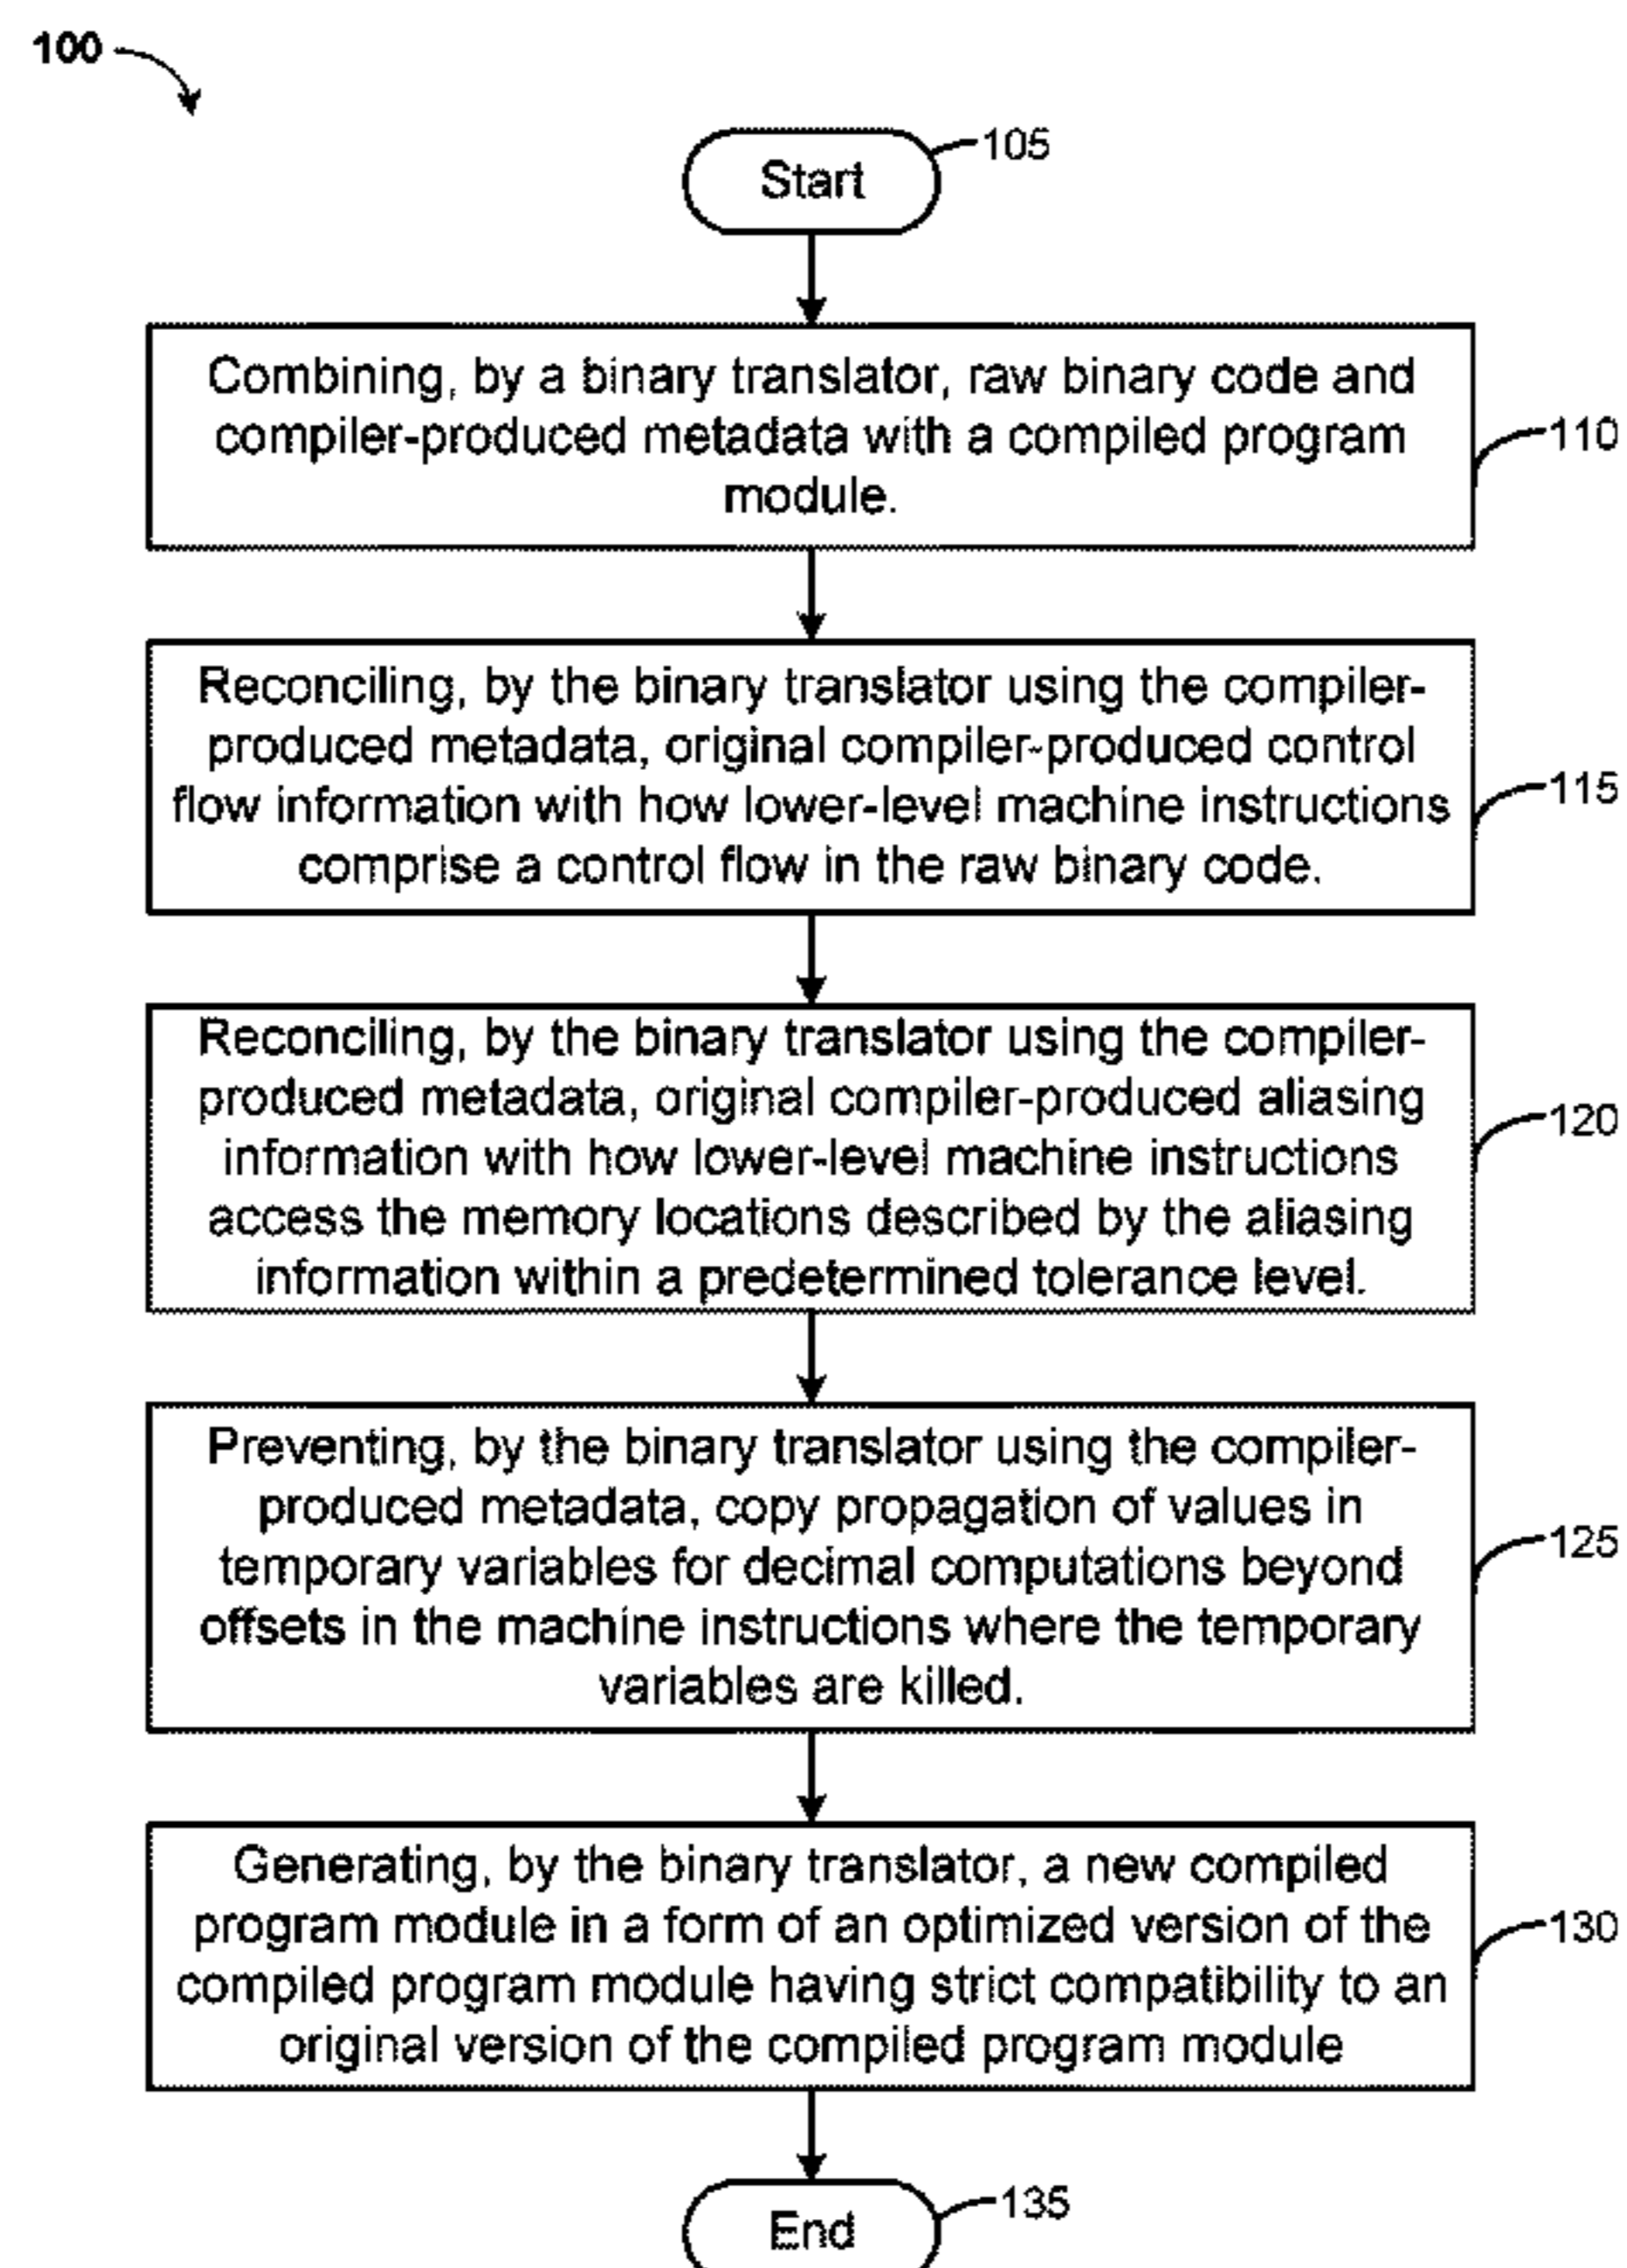 100
Start
105
Combining, by a binary translator, raw binary code and
compiler-produced metadata with a compiled program
module.
110
Reconciling, by the binary translator using the compiler-
produced metadata, original compiler-produced control
flow information with how lower-level machine instructions
comprise a control flow in the raw binary code.
115
Reconciling, by the binary translator using the compiler-
produced metadata, original compiler-produced aliasing
information with how lower-level machine instructions
access the memory locations described by the aliasing
information within a predetermined tolerance level.
120
Preventing, by the binary translator using the compiler-
produced metadata, copy propagation of values in
temporary variables for decimal computations beyond
offsets in the machine instructions where the temporary
variables are killed.
125
Generating, by the binary translator, a new compiled
program module in a form of an optimized version of the
compiled program module having strict compatibility to an
original version of the compiled program module
130
End
135